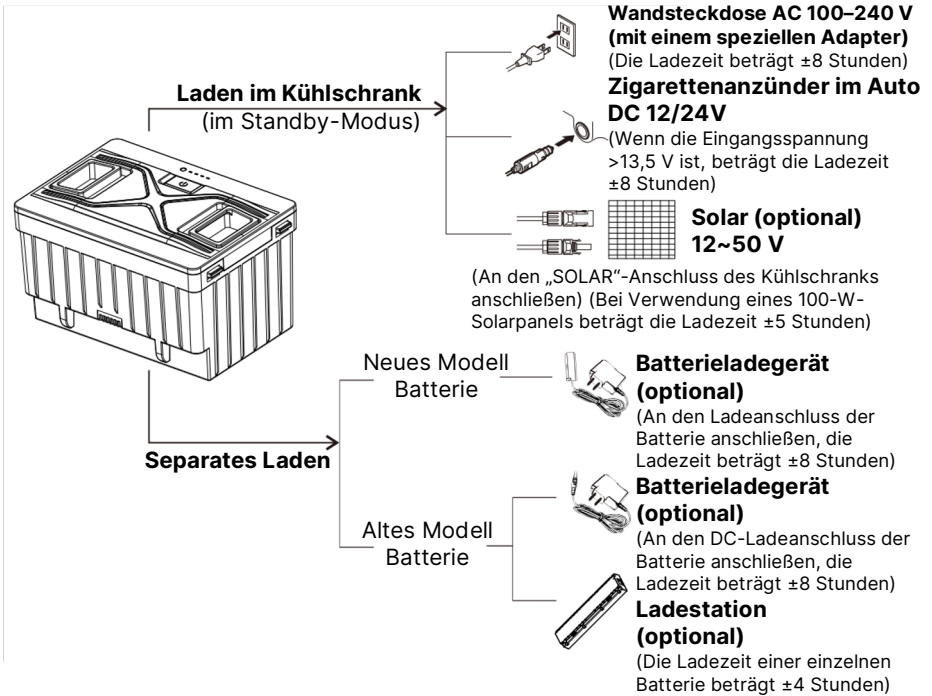 Wandsteckdose AC 100–240 V
(mit einem speziellen Adapter)
(Die Ladezeit beträgt ±8 Stunden)
Laden im Kühlschrank
(im Standby-Modus)
Zigarettenanzünder im Auto
DC 12/24V
(Wenn die Eingangsspannung
>13,5 V ist, beträgt die Ladezeit
±8 Stunden)
Solar (optional)
12~50 V
(An den „SOLAR“-Anschluss des Kühlschranks
anschließen) (Bei Verwendung eines 100-W-
Solarpanels beträgt die Ladezeit ±5 Stunden)
Separates Laden
Neues Modell
Batterie
Batterieladegerät
(optional)
(An den Ladeanschluss der
Batterie anschließen, die
Ladezeit beträgt ±8 Stunden)
Altes Modell
Batterie
Batterieladegerät
(optional)
(An den DC-Ladeanschluss der
Batterie anschließen, die
Ladezeit beträgt ±8 Stunden)
Ladestation
(optional)
(Die Ladezeit einer einzelnen
Batterie beträgt ±4 Stunden)